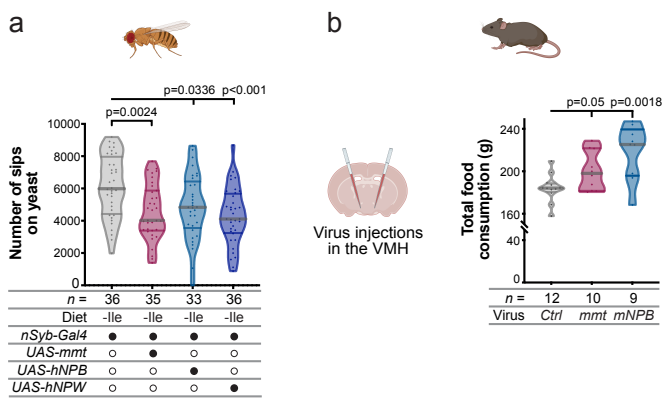 a
b
p=0.0336 p<0.001
p=0.0024
10000
8000
6000
4000
2000
0
Number of sips
on yeast
n = 36 35 33 36
Diet -Ile -Ile -Ile -Ile
nSyb-Gal4 ● ● ● ●
UAS-mmt ○ ● ○ ○
UAS-hNPB ○ ○ ● ○
UAS-hNPW ○ ○ ○ ●
Virus injections
in the VMH
p=0.0018
p=0.05
240
200
160
40
0
Total food
consumption (g)
n = 12 10 9
Virus Ctrl mmt mNPB